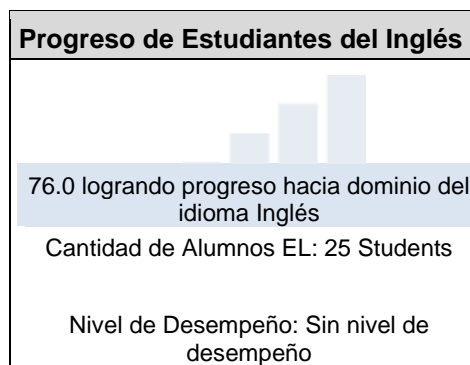 Progreso de Estudiantes del Inglés
76.0 logrando progreso hacia dominio del
idioma Inglés
Cantidad de Alumnos EL: 25 Students
Nivel de Desempeño: Sin nivel de
desempeño